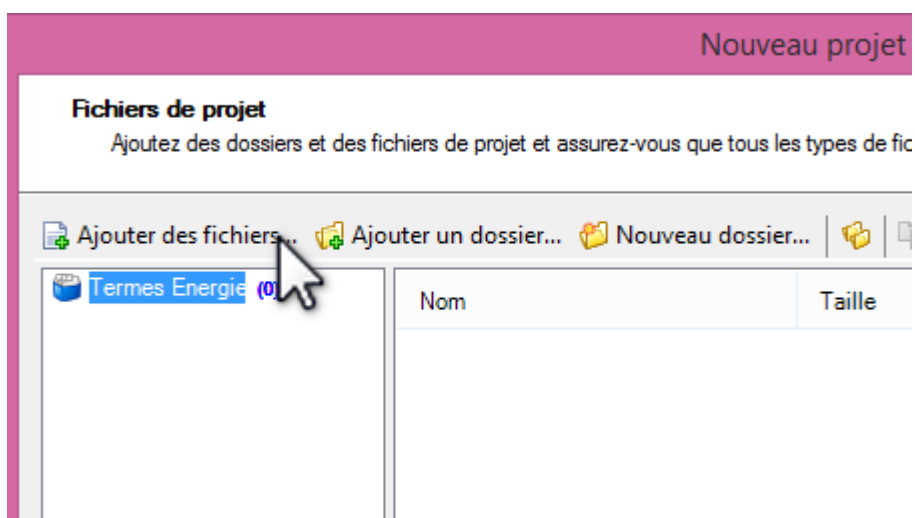 Nouveau projet
Fichiers de projet
Ajoutez des dossiers et des fichiers de projet et assurez-vous que tous les types de fic
Ajouter des fichiers... Ajouter un dossier... Nouveau dossier...
Termes Energie (0)
Nom Taille